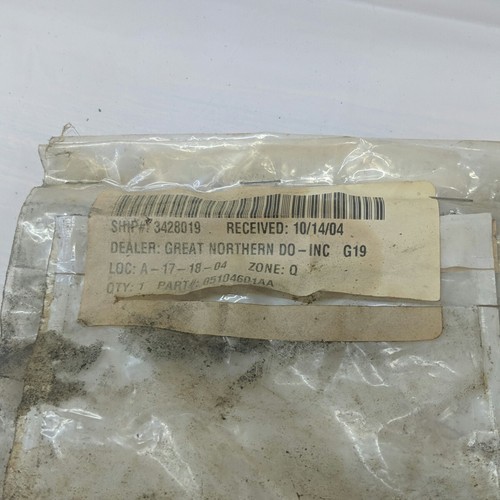 SHIP#: 3428019 RECEIVED: 10/14/04
DEALER: GREAT NORTHERN DO-INC G19
LOC: A-17-18-04 ZONE: Q
QTY: 1 PART#: 05104601AA